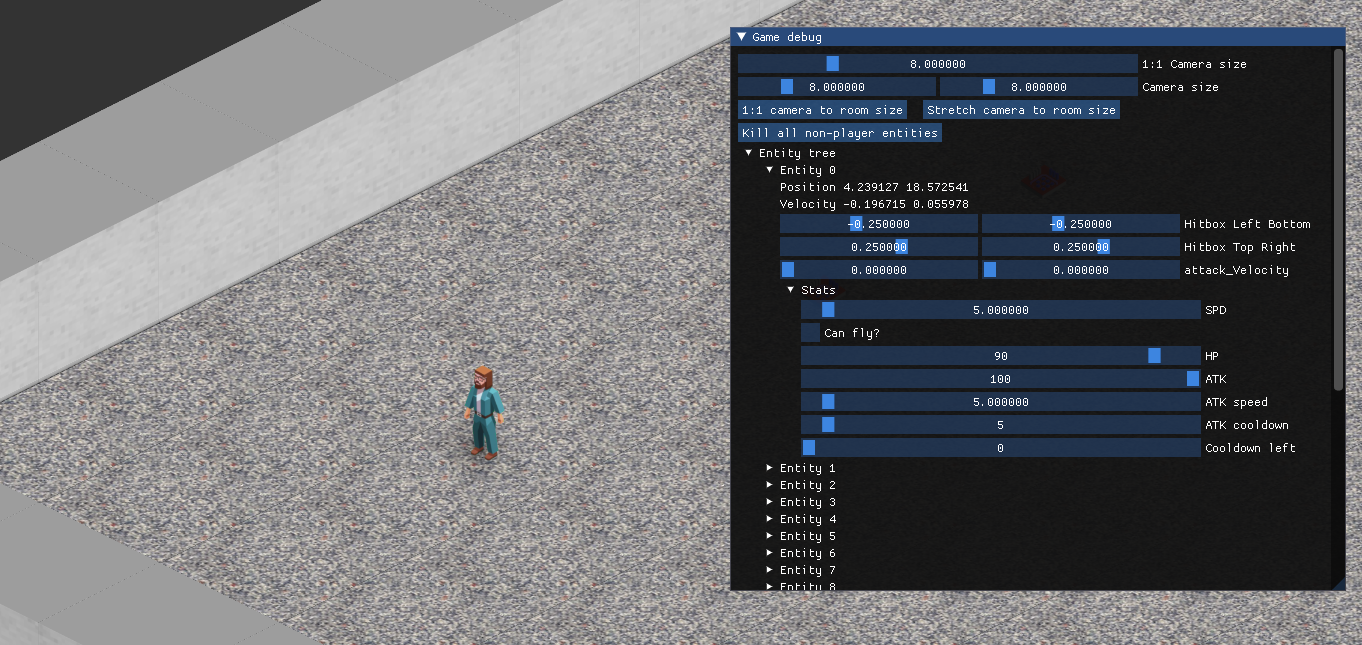 Game debug
8.000000 1:1 Camera size
8.000000 8.000000 Camera size
1:1 camera to room size Stretch camera to room size
Kill all non-player entities
Entity tree
Entity 0
Position 4.239127 18.572541
Velocity -0.196715 0.055978
-0.250000 -0.250000 Hitbox Left Bottom
0.250000 0.250000 Hitbox Top Right
0.000000 0.000000 attack_Velocity
Stats
5.000000 SPD
Can fly?
90 HP
100 ATK
5.000000 ATK speed
5 ATK cooldown
0 Cooldown left
Entity 1
Entity 2
Entity 3
Entity 4
Entity 5
Entity 6
Entity 7
Entity 8